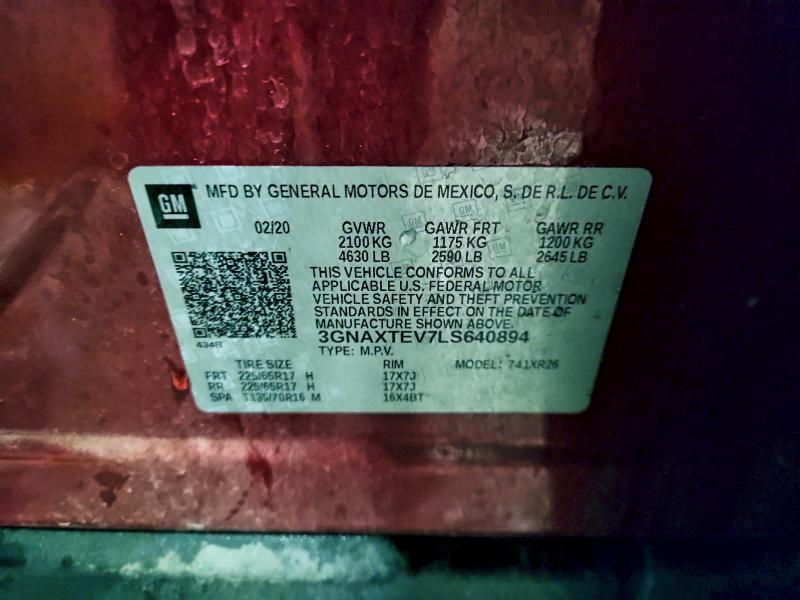 GM MFD BY GENERAL MOTORS DE MEXICO, S. DE R.L. DE C.V.
02/20 GVWR GAWR FRT GAWR RR
2100 KG 1175 KG 1200 KG
4630 LB 2590 LB 2645 LB
THIS VEHICLE CONFORMS TO ALL
APPLICABLE U.S. FEDERAL MOTOR
VEHICLE SAFETY AND THEFT PREVENTION
STANDARDS IN EFFECT ON THE DATE OF
MANUFACTURE SHOWN ABOVE.
3GNAXTEV7LS640894
434B TYPE: M.P.V.
TIRE SIZE RIM MODEL: 741XR26
FRT 225/65R17 H 17X7J
RR 225/65R17 H 17X7J
SPA T135/70R16 M 16X4BT